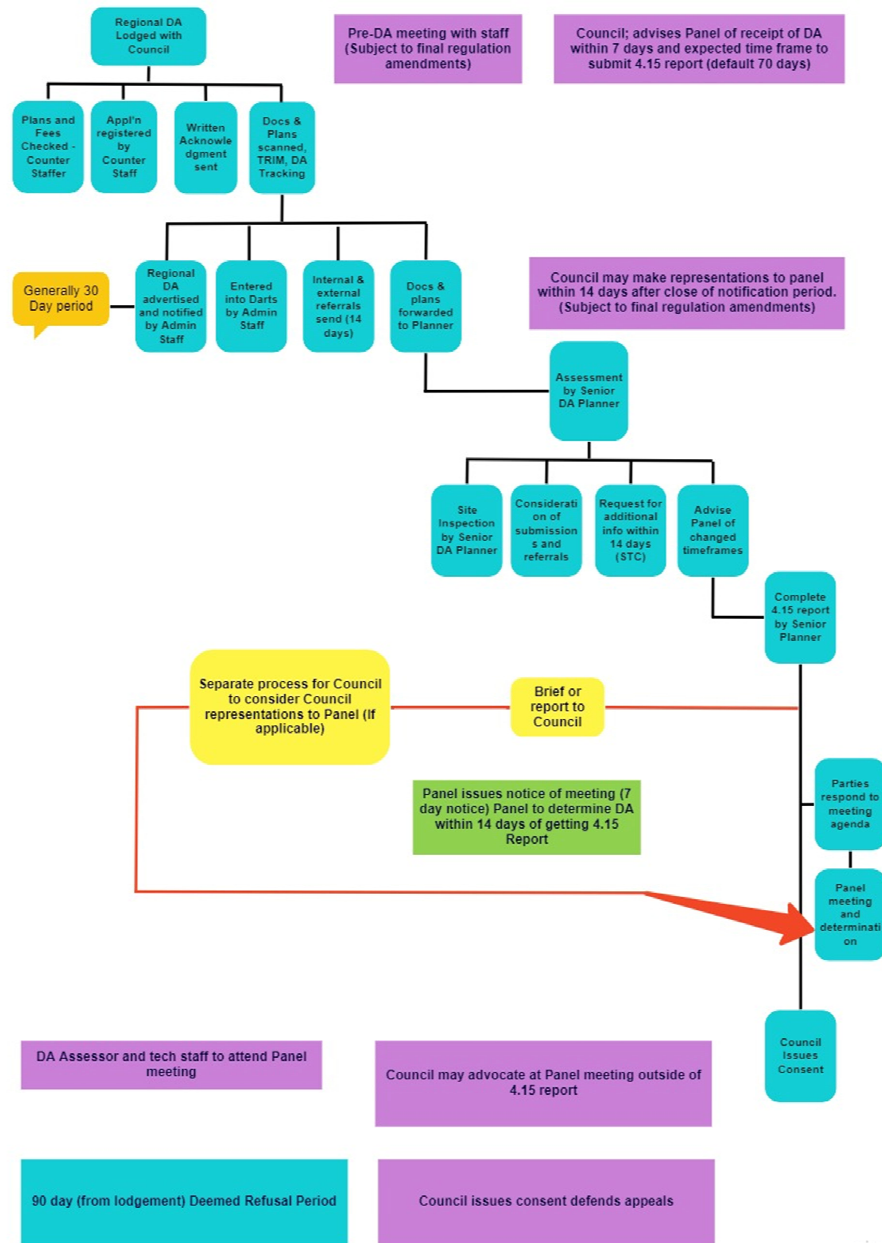 Regional DA
Lodged with
Council
Pre-DA meeting with staff
(Subject to final regulation
amendments)
Council; advises Panel of receipt of DA
within 7 days and expected time frame to
submit 4.15 report (default 70 days)
Plans and
Fees
Checked -
Counter
Staffer
Appl'n
registered
by
Counter
Staff
Written
Acknowle
dgment
sent
Docs &
Plans
scanned,
TRIM, DA
Tracking
Generally 30
Day period
Regional
DA
advertised
and notified
by Admin
Staff
Entered
into Darts
by Admin
Staff
Internal &
external
referrals
send (14
days)
Docs &
plans
forwarded
to Planner
Council may make representations to panel
within 14 days after close of notification period.
(Subject to final regulation amendments)
Assessment
by Senior
DA Planner
Site
Inspection
by Senior
DA Planner
Considerati
on of
submission
s and
referrals
Request for
additional
info within
14 days
(STC)
Advise
Panel of
changed
timeframes
Complete
4.15 report
by Senior
Planner
Separate process for Council
to consider Council
representations to Panel (If
applicable)
Brief or
report to
Council
Panel issues notice of meeting (7
day notice) Panel to determine DA
within 14 days of getting 4.15
Report
Parties
respond to
meeting
agenda
Panel
meeting
and
determinati
on
Council
Issues
Consent
DA Assessor and tech staff to attend Panel
meeting
Council may advocate at Panel meeting outside of
4.15 report
90 day (from lodgement) Deemed Refusal Period
Council issues consent defends appeals